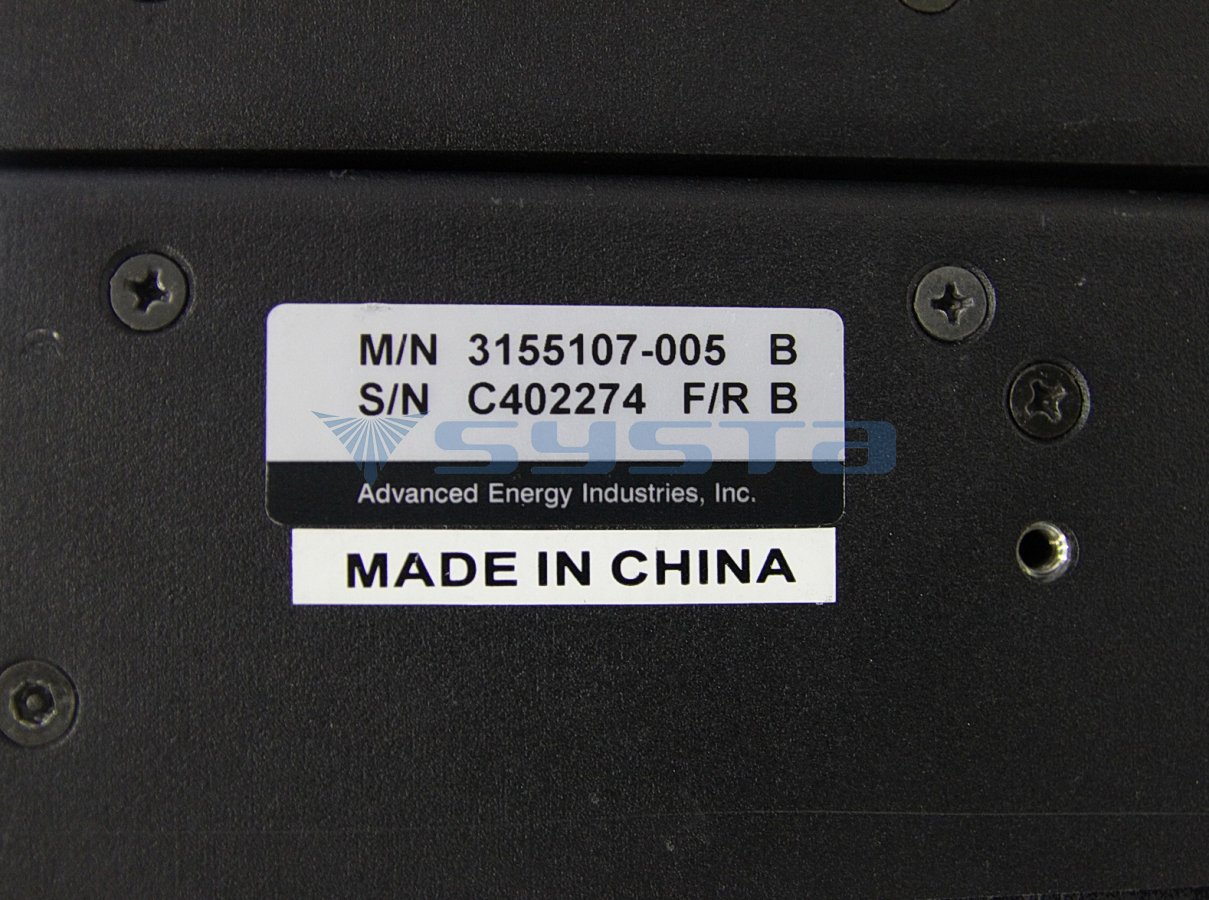 M/N 3155107-005 B
S/N C402274 F/R B
systa
Advanced Energy Industries, Inc.
MADE IN CHINA